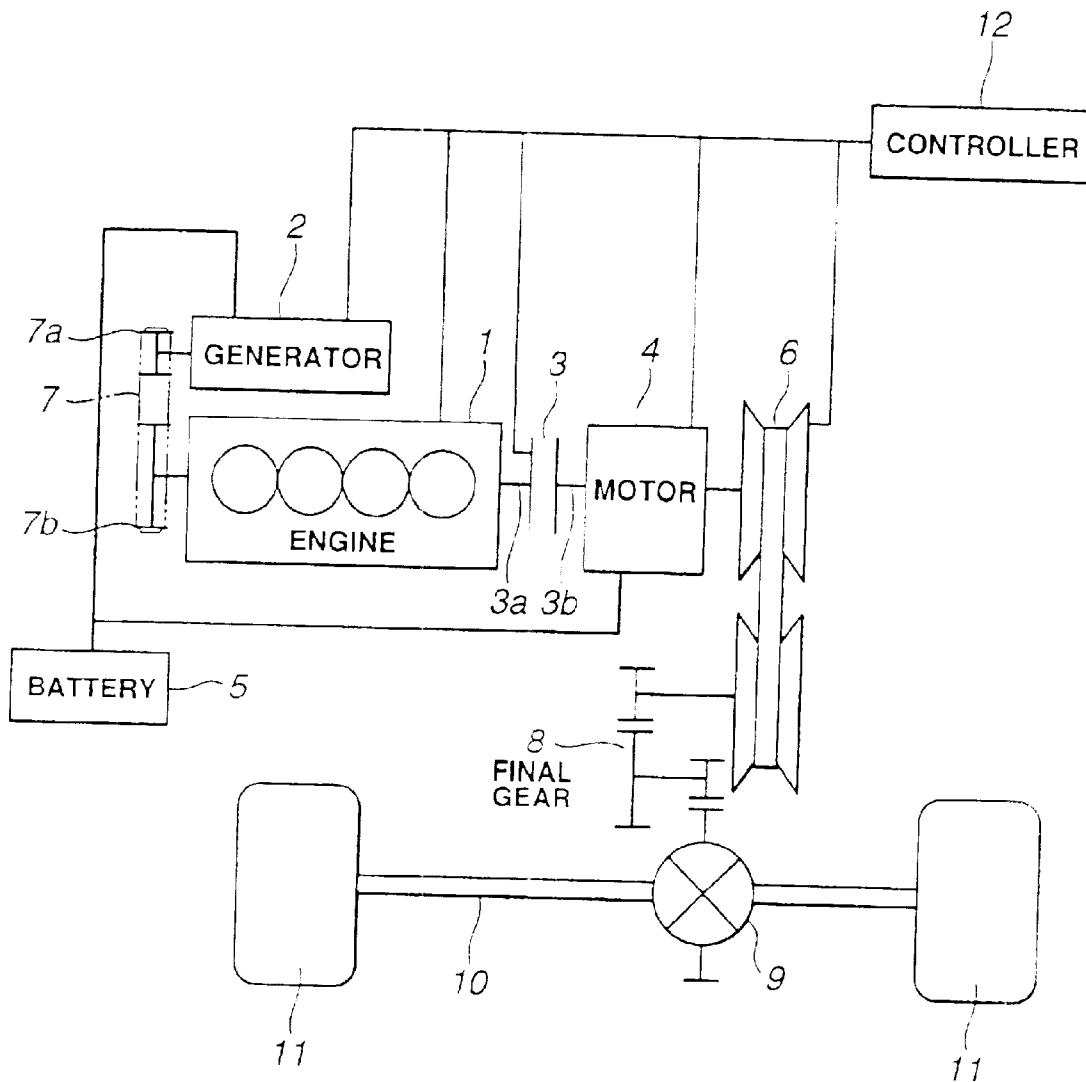 12
CONTROLLER
2
7a
GENERATOR
1
3
4
6
7
MOTOR
7b
ENGINE
3a
3b
BATTERY
5
8
FINAL
GEAR
10
9
11
11